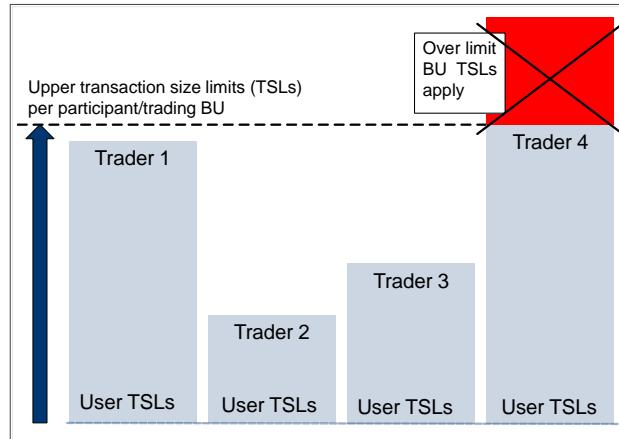 Over limit
BU TSLs
apply
Upper transaction size limits (TSLs)
per participant/trading BU
Trader 1
Trader 4
Trader 3
Trader 2
User TSLs
User TSLs
User TSLs
User TSLs